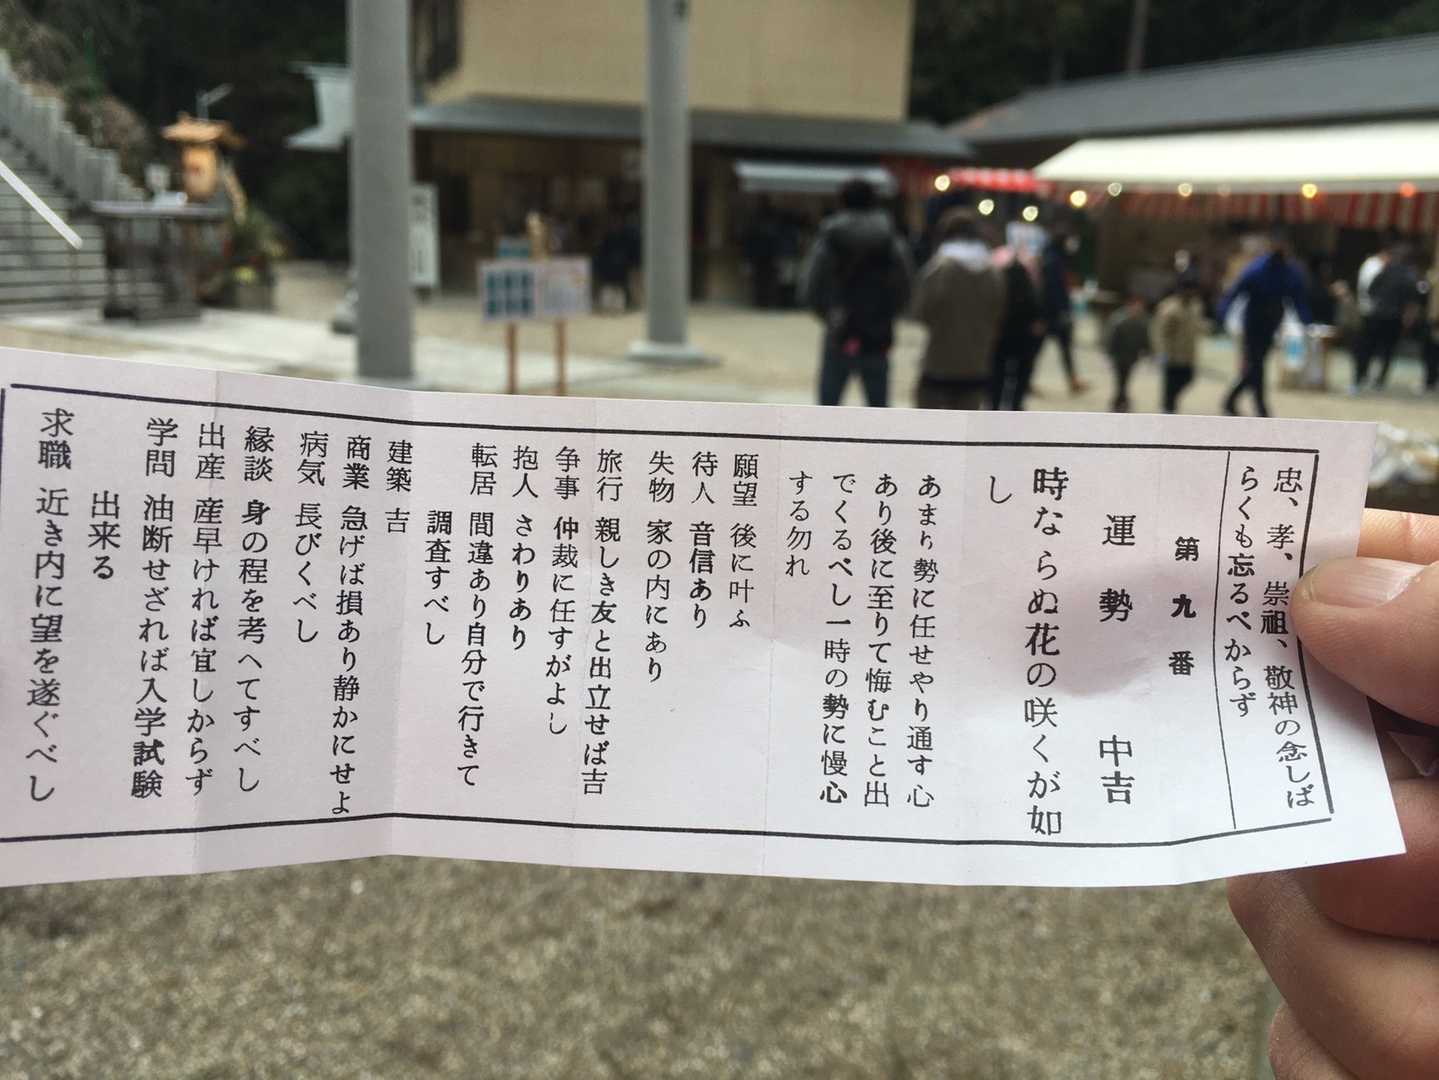 忠、孝、崇祖、敬神の念しば
らくも忘るべからず
第九番
運勢 中吉
時ならぬ花の咲くが如
し
あまり勢に任せやり通す心
あり後に至りて悔むこと出
でくるべし一時の勢に慢心
する勿れ
願望 後に叶ふ
待人 音信あり
失物 家の内にあり
旅行 親しき友と出立せば吉
争事 仲裁に任すがよし
抱人 さわりあり
転居 間違あり自分で行きて
調査すべし
建築 吉
商業 急げば損あり静かにせよ
病気 長びくべし
縁談 身の程を考へてすべし
出産 産早ければ宜しからず
学問 油断せざれば入学試験
出来る
求職 近き内に望を遂ぐべし